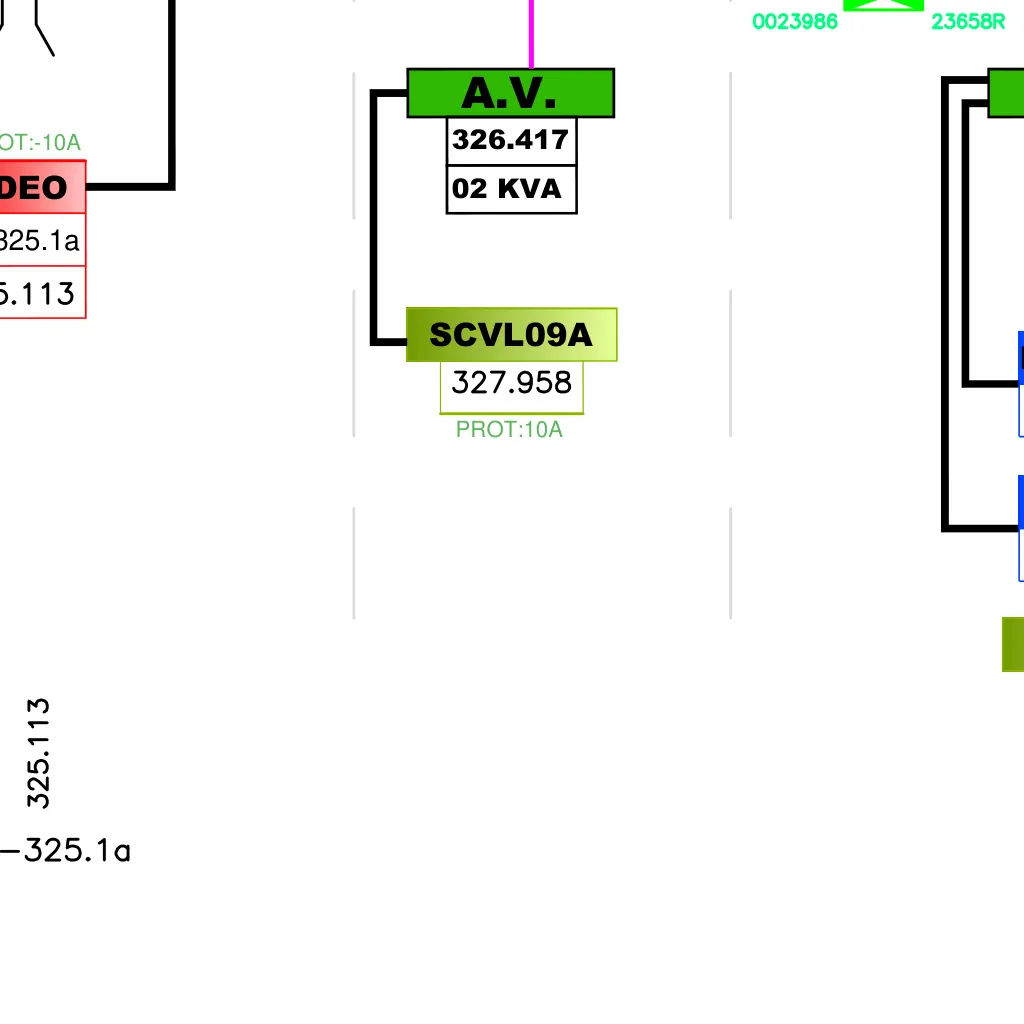 0023986
23658R
A.V.
326.417
02 KVA
OT:-10A
DEO
325.1a
5.113
SCVL09A
327.958
PROT:10A
325.113
-325.1a